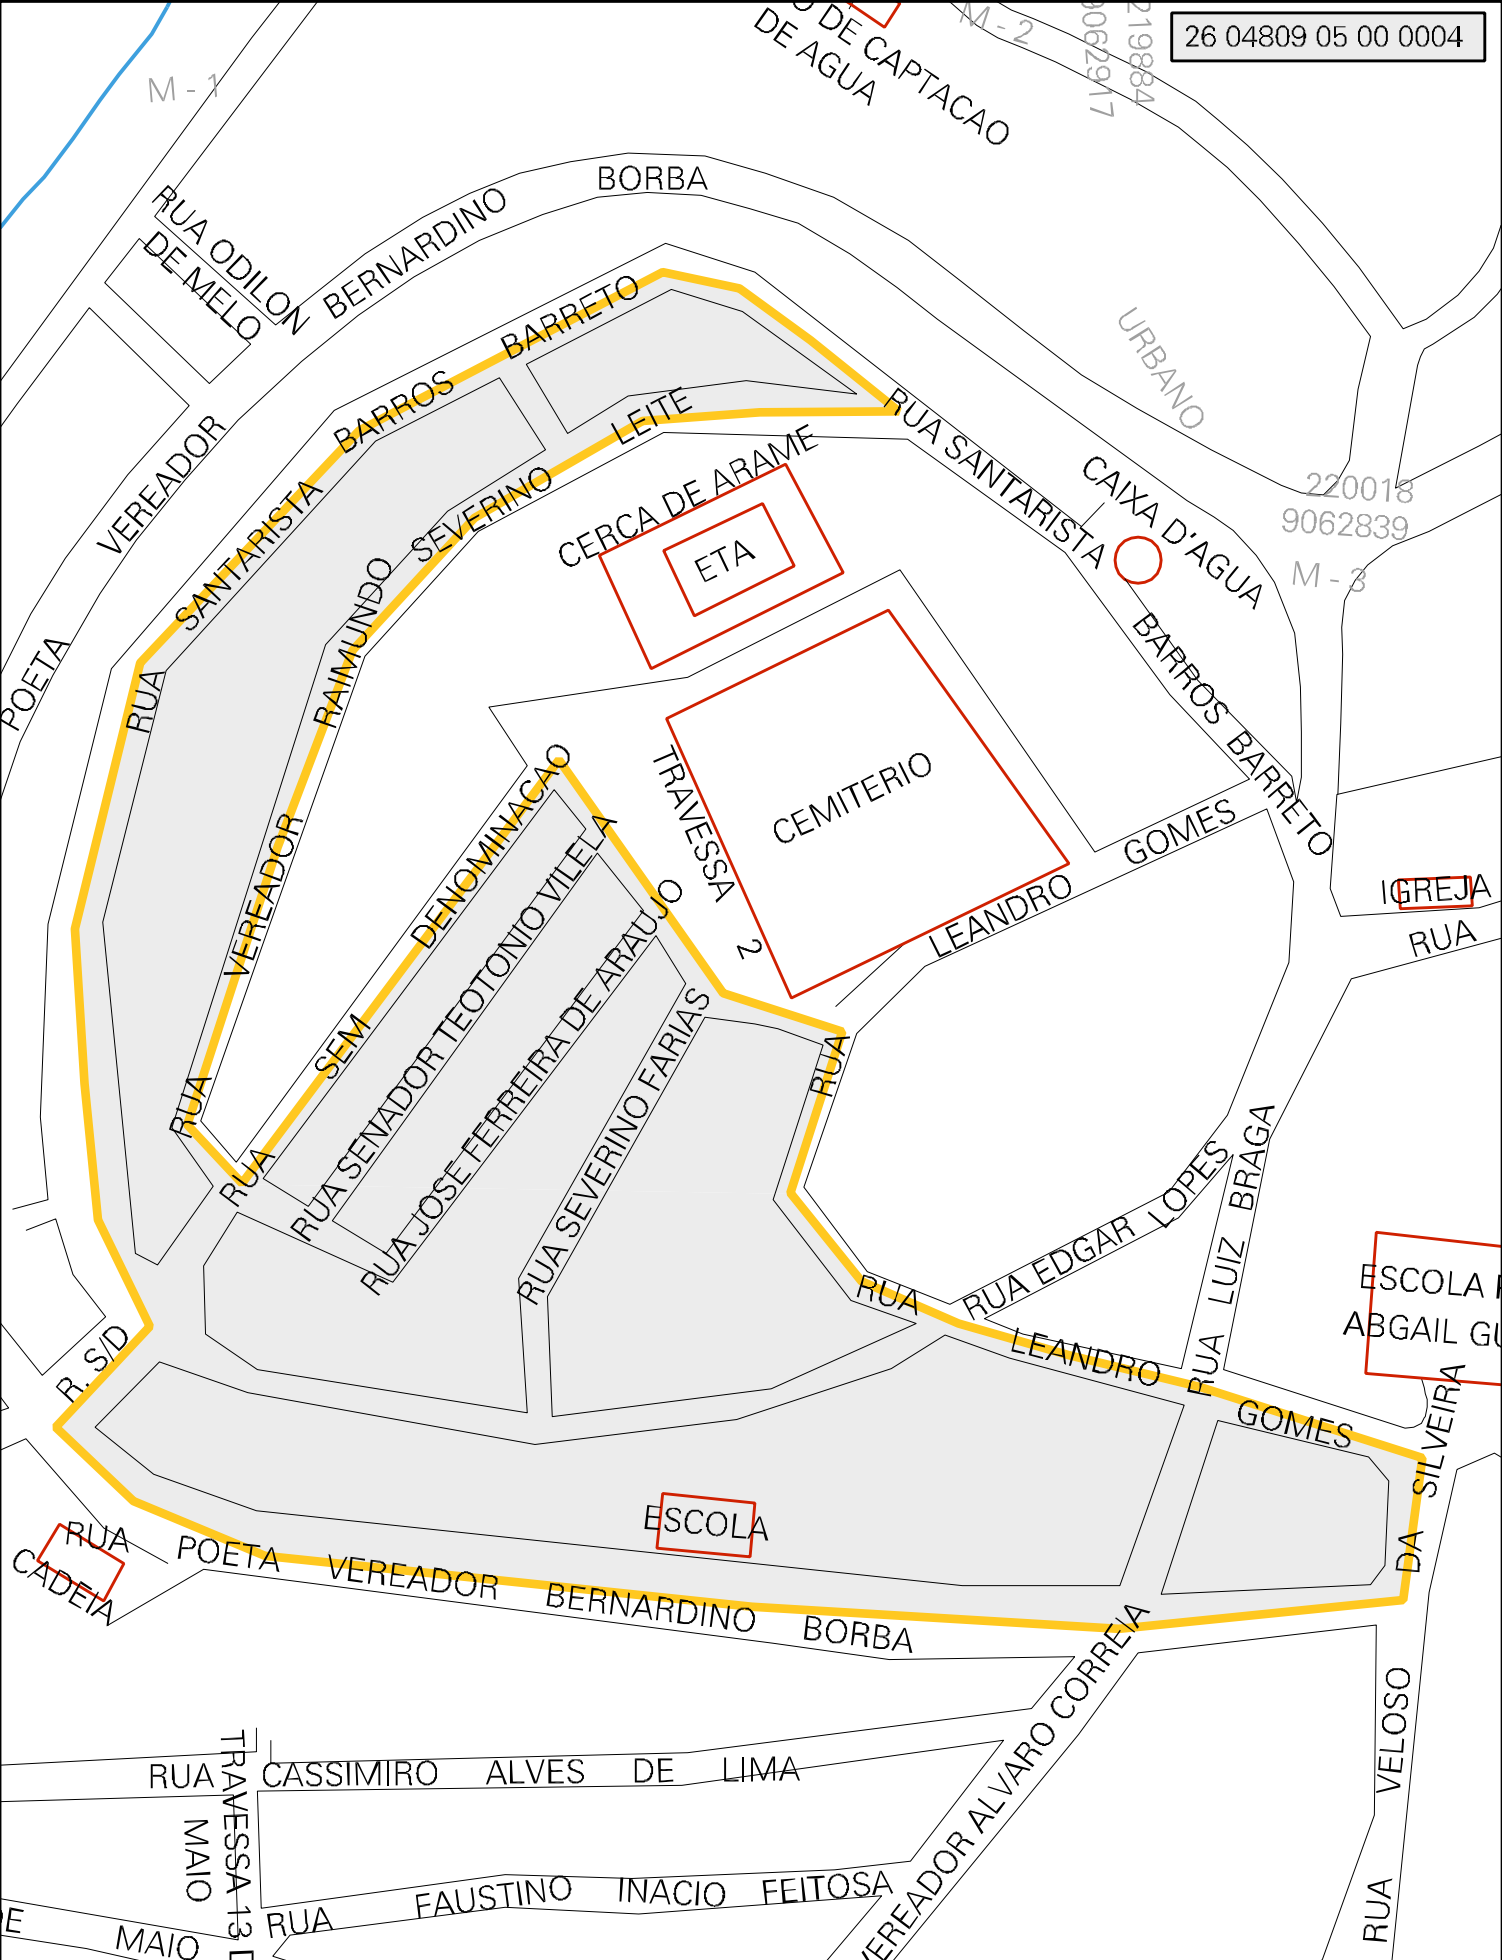 26 04809 05 00 0004
DE CAPTACAO
DE AGUA
M - 2
9062917
219884
M - 1
BORBA
BERNARDINO
RUA ODILON
DE MELO
VEREADOR
POETA
URBANO
BARRETO
BARROS
SANTARISTA
RUA
LEITE
SEVERINO
RAIMUNDO
VEREADOR
RUA
CERCA DE ARAME
ETA
RUA SANTARISTA
BARROS BARRETO
CAIXA D'AGUA
220018
9062839
M - 3
CEMITERIO
TRAVESSA 2
GOMES
LEANDRO
RUA
IGREJA
RUA
RUA SEM DENOMINACAO
RUA SENADOR TEOTONIO VILELA
RUA JOSE FERREIRA DE ARAUJO
RUA SEVERINO FARIAS
RUA EDGAR LOPES
RUA LUIZ BRAGA
RUA LEANDRO GOMES
ESCOLA
ABGAIL
R. S/D
ESCOLA
RUA
CADEIA
POETA VEREADOR BERNARDINO BORBA
SILVEIRA
DA
VELOSO
RUA
VEREADOR ALVARO CORREIA
RUA CASSIMIRO ALVES DE LIMA
TRAVESSA 13
MAIO
RUA FAUSTINO INACIO FEITOSA
MAIO